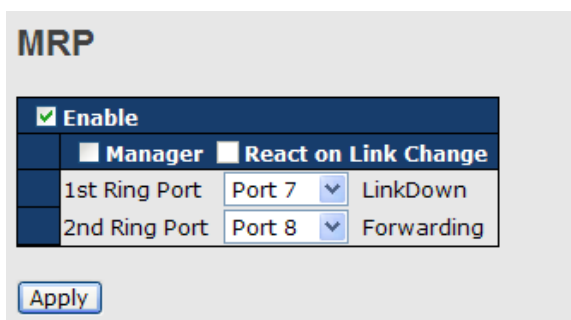 MRP
Enable
Manager React on Link Change
1st Ring Port Port 7 LinkDown
2nd Ring Port Port 8 Forwarding
Apply